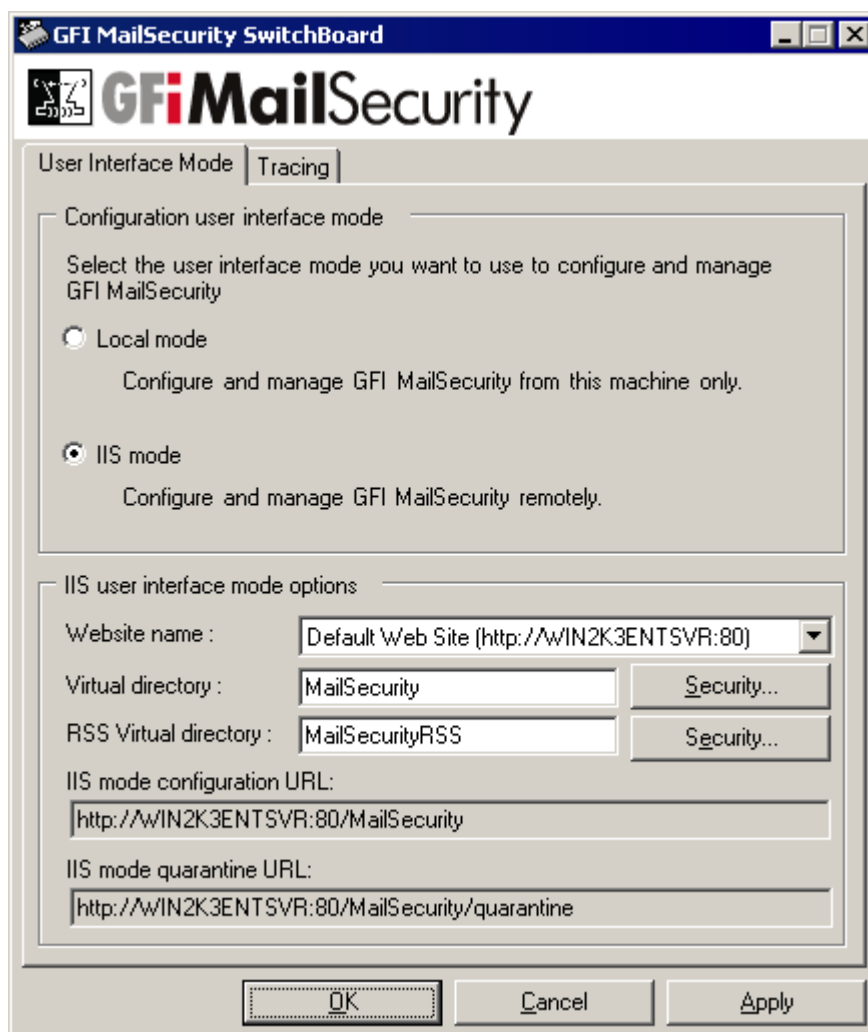 GFI MailSecurity SwitchBoard
GFi MailSecurity
User Interface Mode
Tracing
Configuration user interface mode
Select the user interface mode you want to use to configure and manage
GFI MailSecurity
Local mode
Configure and manage GFI MailSecurity from this machine only.
IIS mode
Configure and manage GFI MailSecurity remotely.
IIS user interface mode options
Website name :
Default Web Site (http://WIN2K3ENTSVR:80)
Virtual directory :
MailSecurity
Security...
RSS Virtual directory :
MailSecurityRSS
Security...
IIS mode configuration URL:
http://WIN2K3ENTSVR:80/MailSecurity
IIS mode quarantine URL:
http://WIN2K3ENTSVR:80/MailSecurity/quarantine
OK
Cancel
Apply